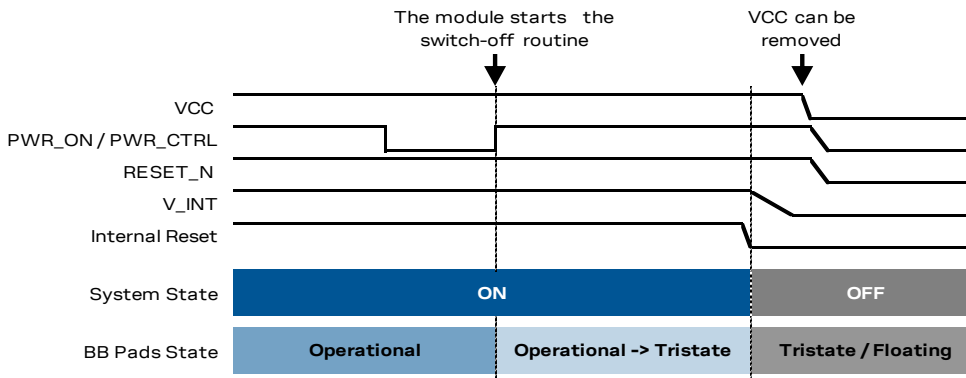 The module starts the
switch-off routine
VCC can be
removed
VCC
PWR_ON / PWR_CTRL
RESET_N
V_INT
Internal Reset
System State
ON
OFF
BB Pads State
Operational
Operational -> Tristate
Tristate / Floating